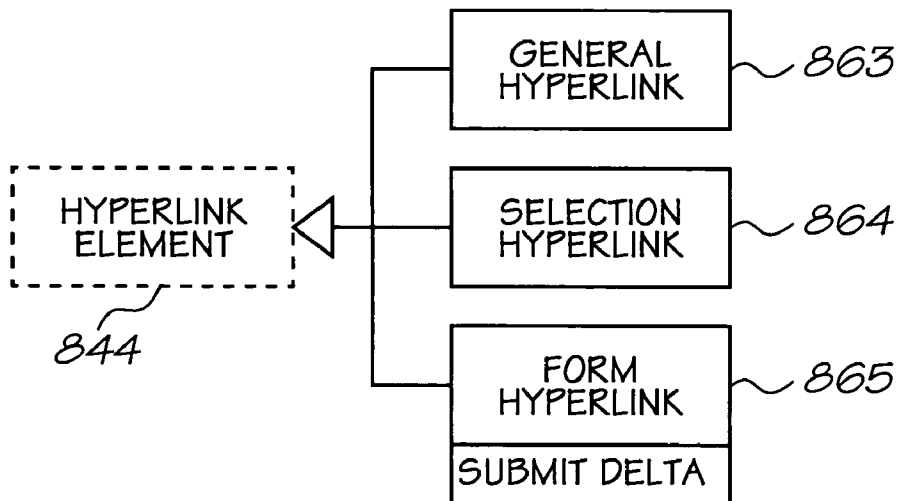 GENERAL
HYPERLINK
863
HYPERLINK
ELEMENT
844
SELECTION
HYPERLINK
864
FORM
HYPERLINK
865
SUBMIT DELTA